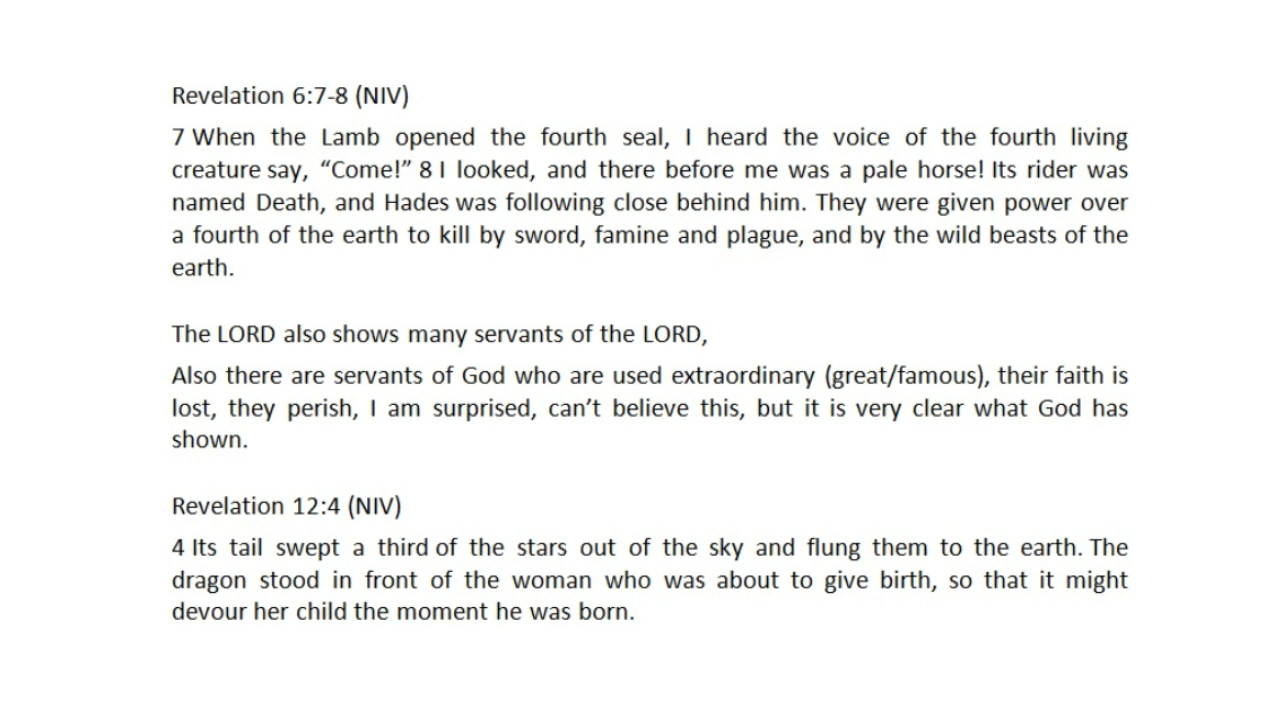 Revelation 6:7-8 (NIV)
7 When the Lamb opened the fourth seal, I heard the voice of the fourth living
creature say, “Come!” 8 I looked, and there before me was a pale horse! Its rider was
named Death, and Hades was following close behind him. They were given power over
a fourth of the earth to kill by sword, famine and plague, and by the wild beasts of the
earth.
The LORD also shows many servants of the LORD,
Also there are servants of God who are used extraordinary (great/famous), their faith is
lost, they perish, I am surprised, can’t believe this, but it is very clear what God has
shown.
Revelation 12:4 (NIV)
4 Its tail swept a third of the stars out of the sky and flung them to the earth. The
dragon stood in front of the woman who was about to give birth, so that it might
devour her child the moment he was born.